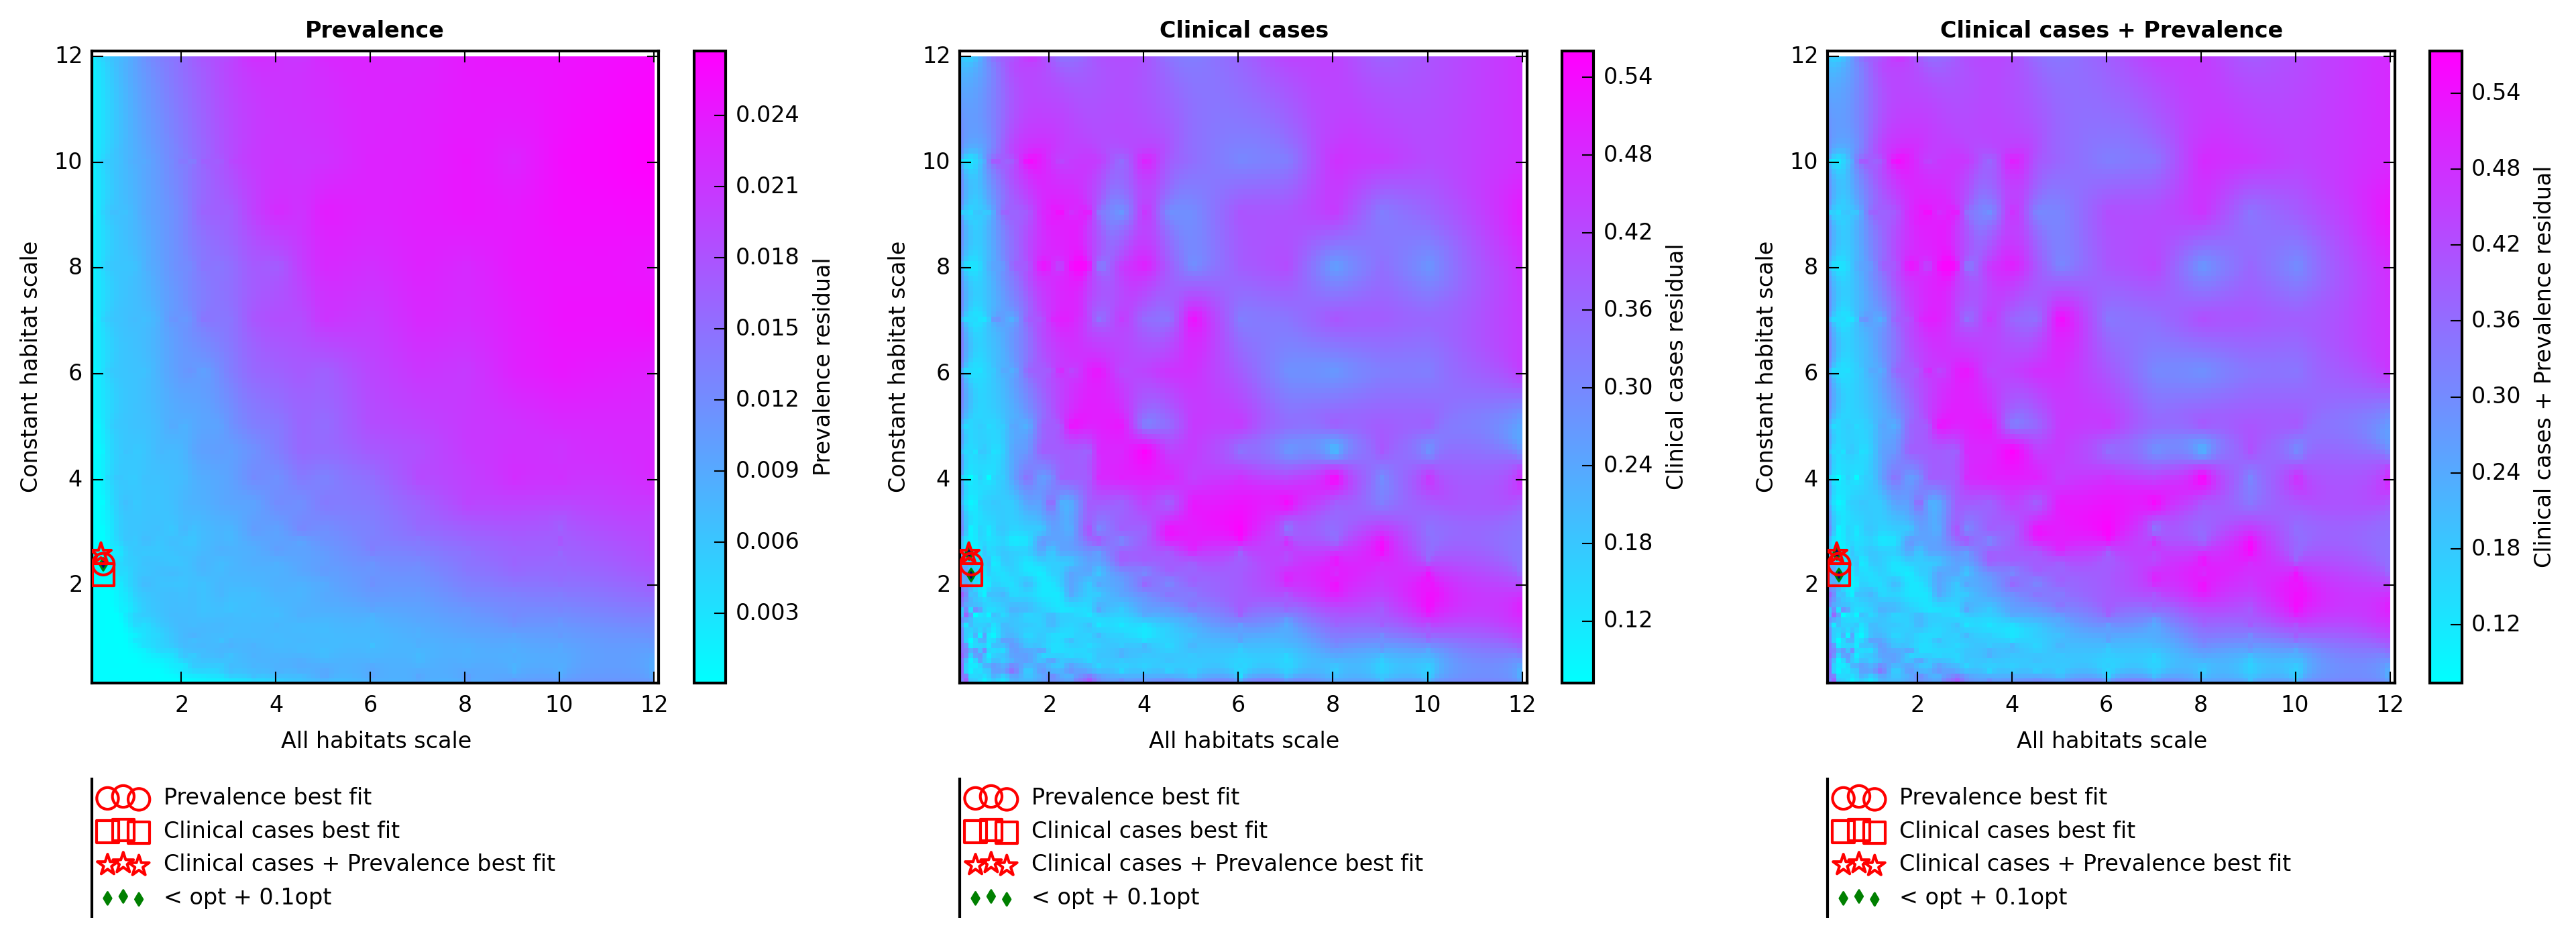 Prevalence
12
10
8
6
4
2
2 4 6 8 10 12
Constant habitat scale
All habitats scale
0.024
0.021
0.018
0.015
0.012
0.009
0.006
0.003
Prevalence residual
Prevalence best fit
Clinical cases best fit
Clinical cases + Prevalence best fit
< opt + 0.1opt
Clinical cases
12
10
8
6
4
2
2 4 6 8 10 12
Constant habitat scale
All habitats scale
0.54
0.48
0.42
0.36
0.30
0.24
0.18
0.12
Clinical cases residual
Prevalence best fit
Clinical cases best fit
Clinical cases + Prevalence best fit
< opt + 0.1opt
Clinical cases + Prevalence
12
10
8
6
4
2
2 4 6 8 10 12
Constant habitat scale
All habitats scale
0.54
0.48
0.42
0.36
0.30
0.24
0.18
0.12
Clinical cases + Prevalence residual
Prevalence best fit
Clinical cases best fit
Clinical cases + Prevalence best fit
< opt + 0.1opt